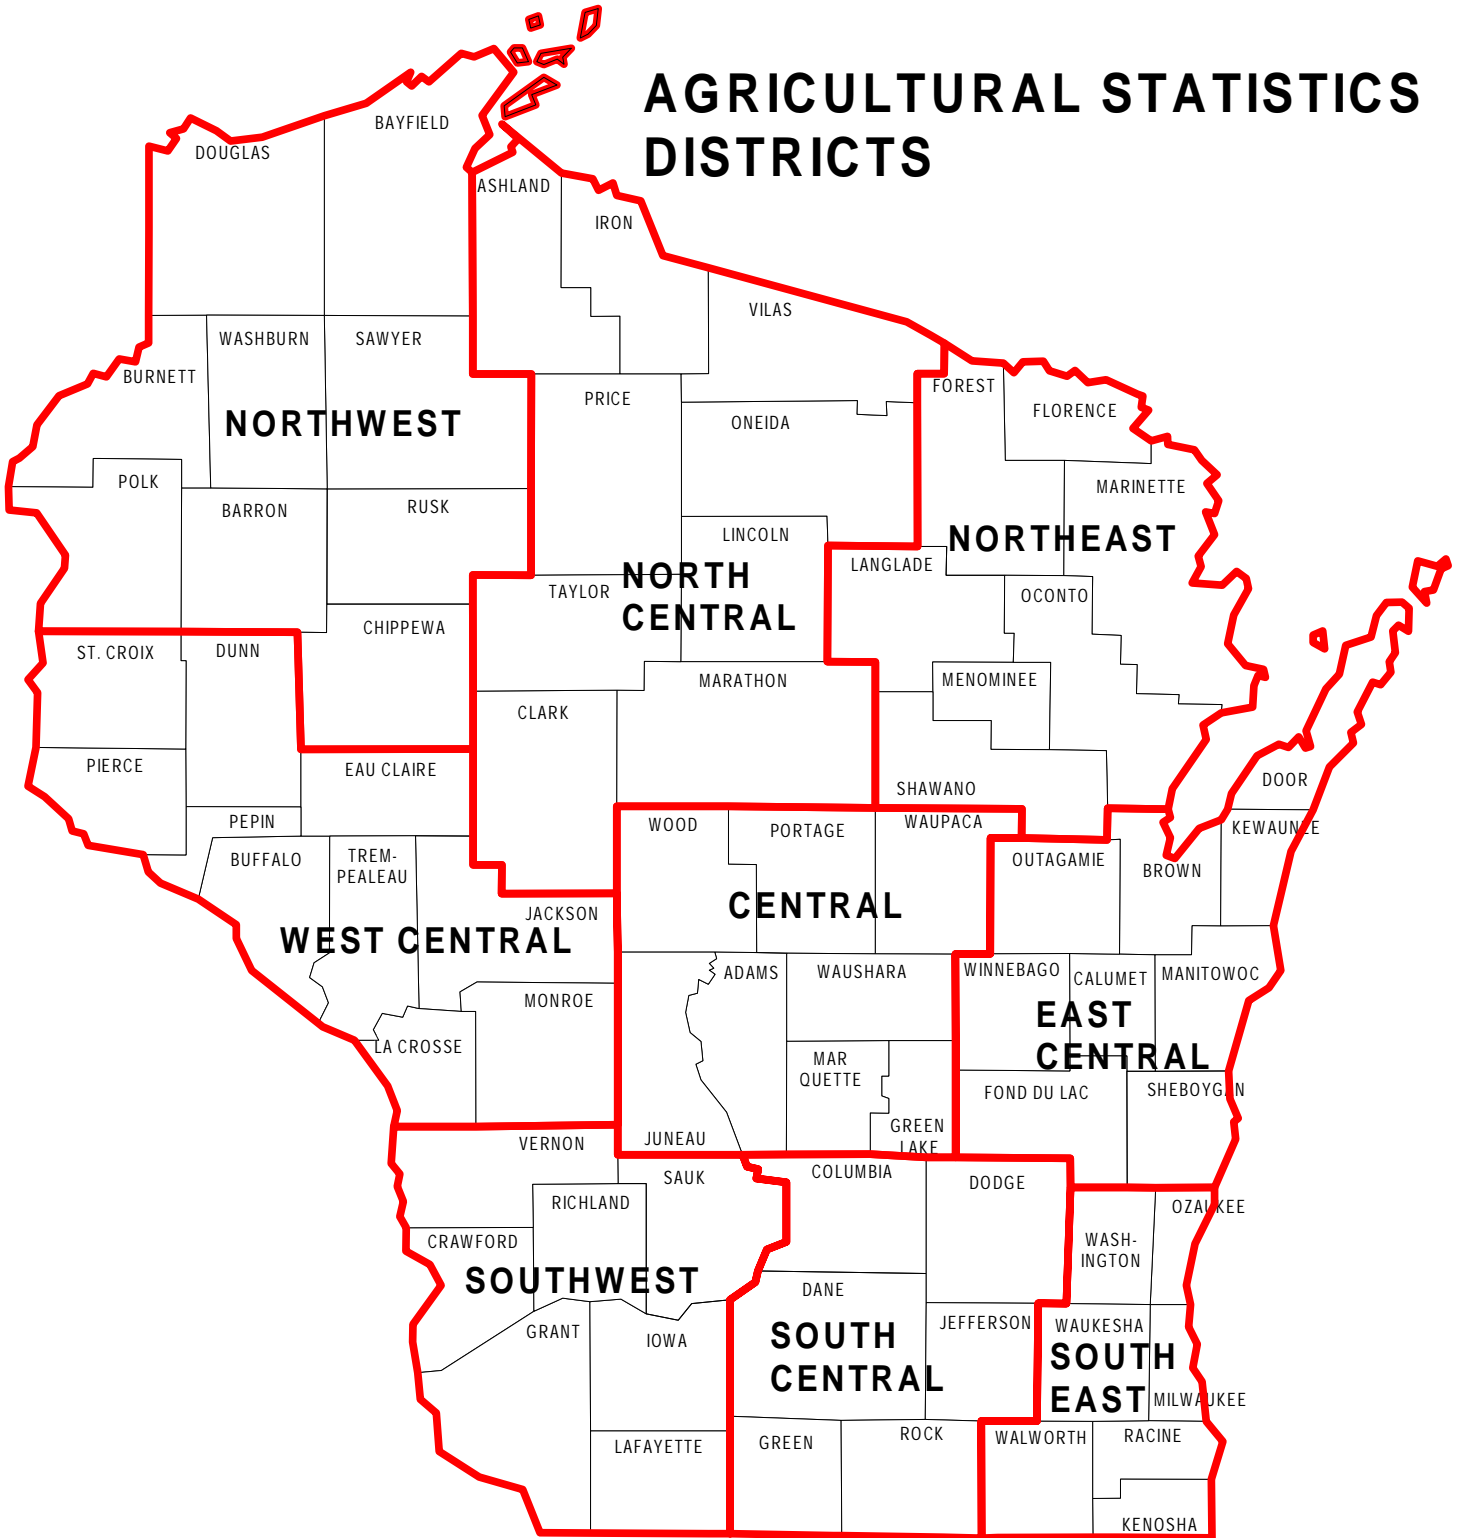 AGRICULTURAL STATISTICS
DISTRICTS
BAYFIELD
DOUGLAS
ASHLAND
IRON
VILAS
WASHBURN
SAWYER
BURNETT
FOREST
PRICE
FLORENCE
ONEIDA
NORTHWEST
POLK
MARINETTE
BARRON
RUSK
LINCOLN
NORTHEAST
LANGLADE
NORTH
CENTRAL
TAYLOR
OCONTO
CHIPPEWA
ST. CROIX
DUNN
MARATHON
MENOMINEE
CLARK
PIERCE
EAU CLAIRE
DOOR
SHAWANO
PEPIN
WOOD
PORTAGE
WAUPACA
KEWAUNEE
BUFFALO
TREM-
PEALEAU
OUTAGAMIE
BROWN
CENTRAL
JACKSON
WEST CENTRAL
ADAMS
WAUSHARA
WINNEBAGO
CALUMET
MANITOWOC
MONROE
EAST
CENTRAL
LA CROSSE
MAR
QUETTE
FOND DU LAC
SHEBOYGAN
GREEN
LAKE
VERNON
JUNEAU
SAUK
COLUMBIA
DODGE
RICHLAND
OZAUKEE
CRAWFORD
WASH-
INGTON
SOUTHWEST
DANE
GRANT
IOWA
JEFFERSON
WAUKESHA
SOUTH
CENTRAL
SOUTH
EAST
MILWAUKEE
LAFAYETTE
GREEN
ROCK
WALWORTH
RACINE
KENOSHA